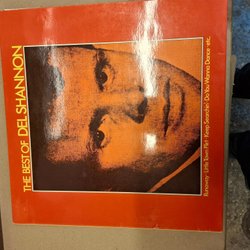 THE BEST OF DEL SHANNON
Runaway · Little Town Flirt · Keep Searchin' · Do You Wanna Dance · etc.